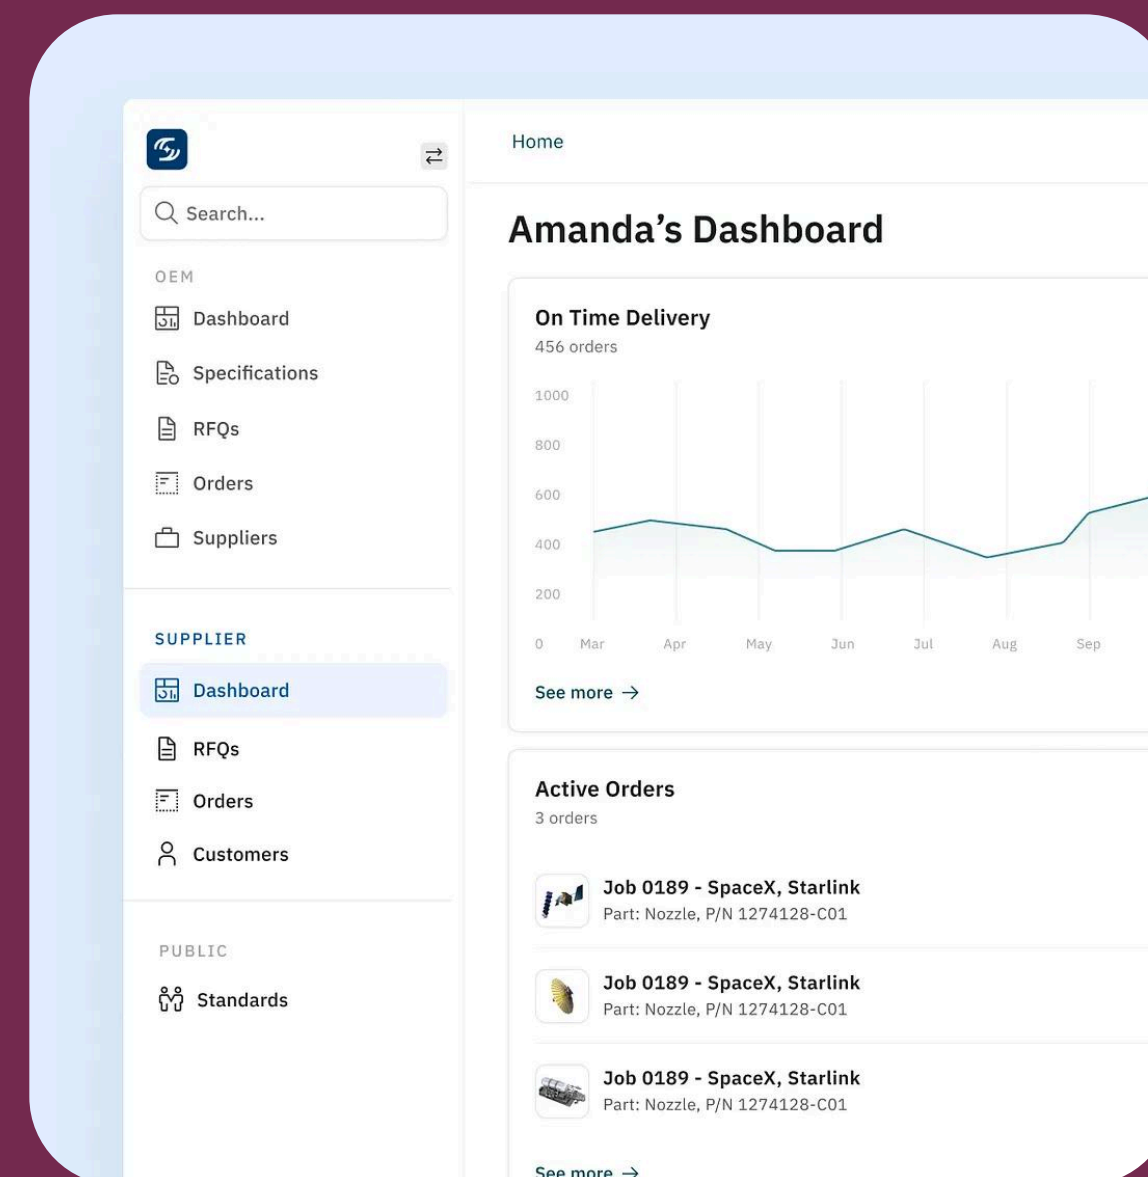 Search...
OEM
Dashboard
Specifications
RFQs
Orders
Suppliers
SUPPLIER
Dashboard
RFQs
Orders
Customers
PUBLIC
Standards
Home
Amanda’s Dashboard
On Time Delivery
456 orders
1000
800
600
400
200
0 Mar Apr May Jun Jul Aug Sep
See more →
Active Orders
3 orders
Job 0189 - SpaceX, Starlink
Part: Nozzle, P/N 1274128-C01
Job 0189 - SpaceX, Starlink
Part: Nozzle, P/N 1274128-C01
Job 0189 - SpaceX, Starlink
Part: Nozzle, P/N 1274128-C01
See more →